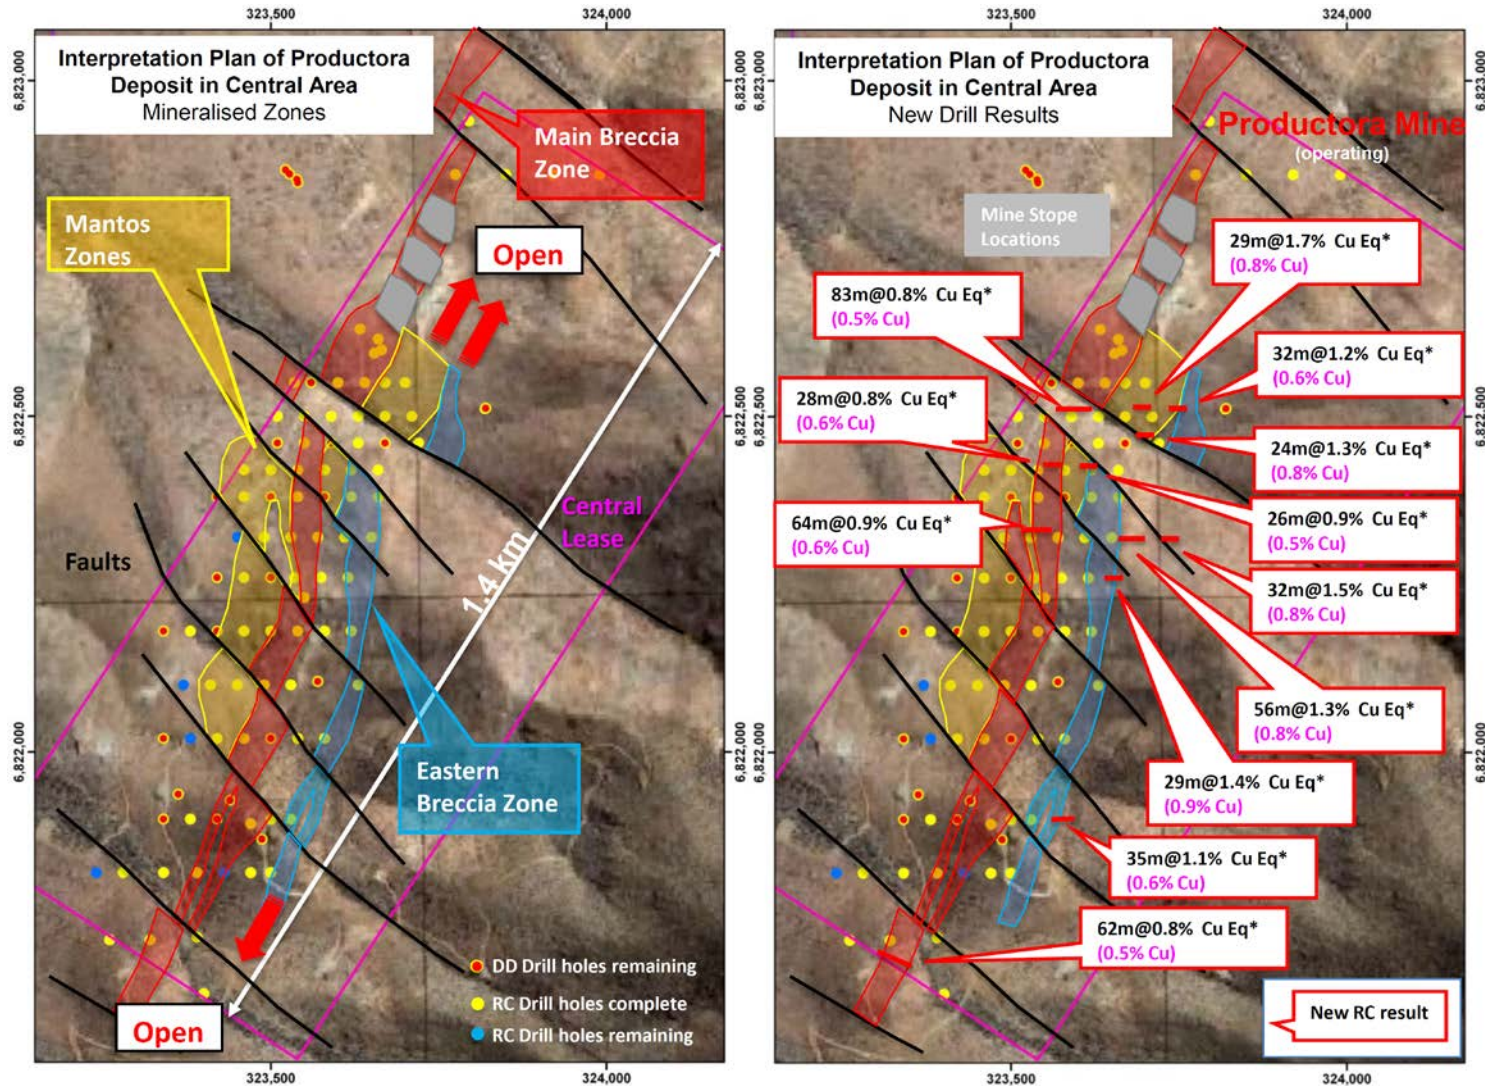 323,500
324,000
Interpretation Plan of Productora
Deposit in Central Area
Mineralised Zones
6,823,000
6,822,500
6,822,000
Main Breccia
Zone
Mantos
Zones
Open
Central
Lease
Faults
1.4 km
Eastern
Breccia Zone
DD Drill holes remaining
RC Drill holes complete
RC Drill holes remaining
Open
323,500
324,000
323,500
324,000
Interpretation Plan of Productora
Deposit in Central Area
New Drill Results
6,823,000
6,822,500
6,822,000
Productora Mine
(operating)
Mine Stope
Locations
29m@1.7% Cu Eq*
(0.8% Cu)
83m@0.8% Cu Eq*
(0.5% Cu)
32m@1.2% Cu Eq*
(0.6% Cu)
28m@0.8% Cu Eq*
(0.6% Cu)
24m@1.3% Cu Eq*
(0.8% Cu)
64m@0.9% Cu Eq*
(0.6% Cu)
26m@0.9% Cu Eq*
(0.5% Cu)
32m@1.5% Cu Eq*
(0.8% Cu)
56m@1.3% Cu Eq*
(0.8% Cu)
29m@1.4% Cu Eq*
(0.9% Cu)
35m@1.1% Cu Eq*
(0.6% Cu)
62m@0.8% Cu Eq*
(0.5% Cu)
New RC result
323,500
324,000